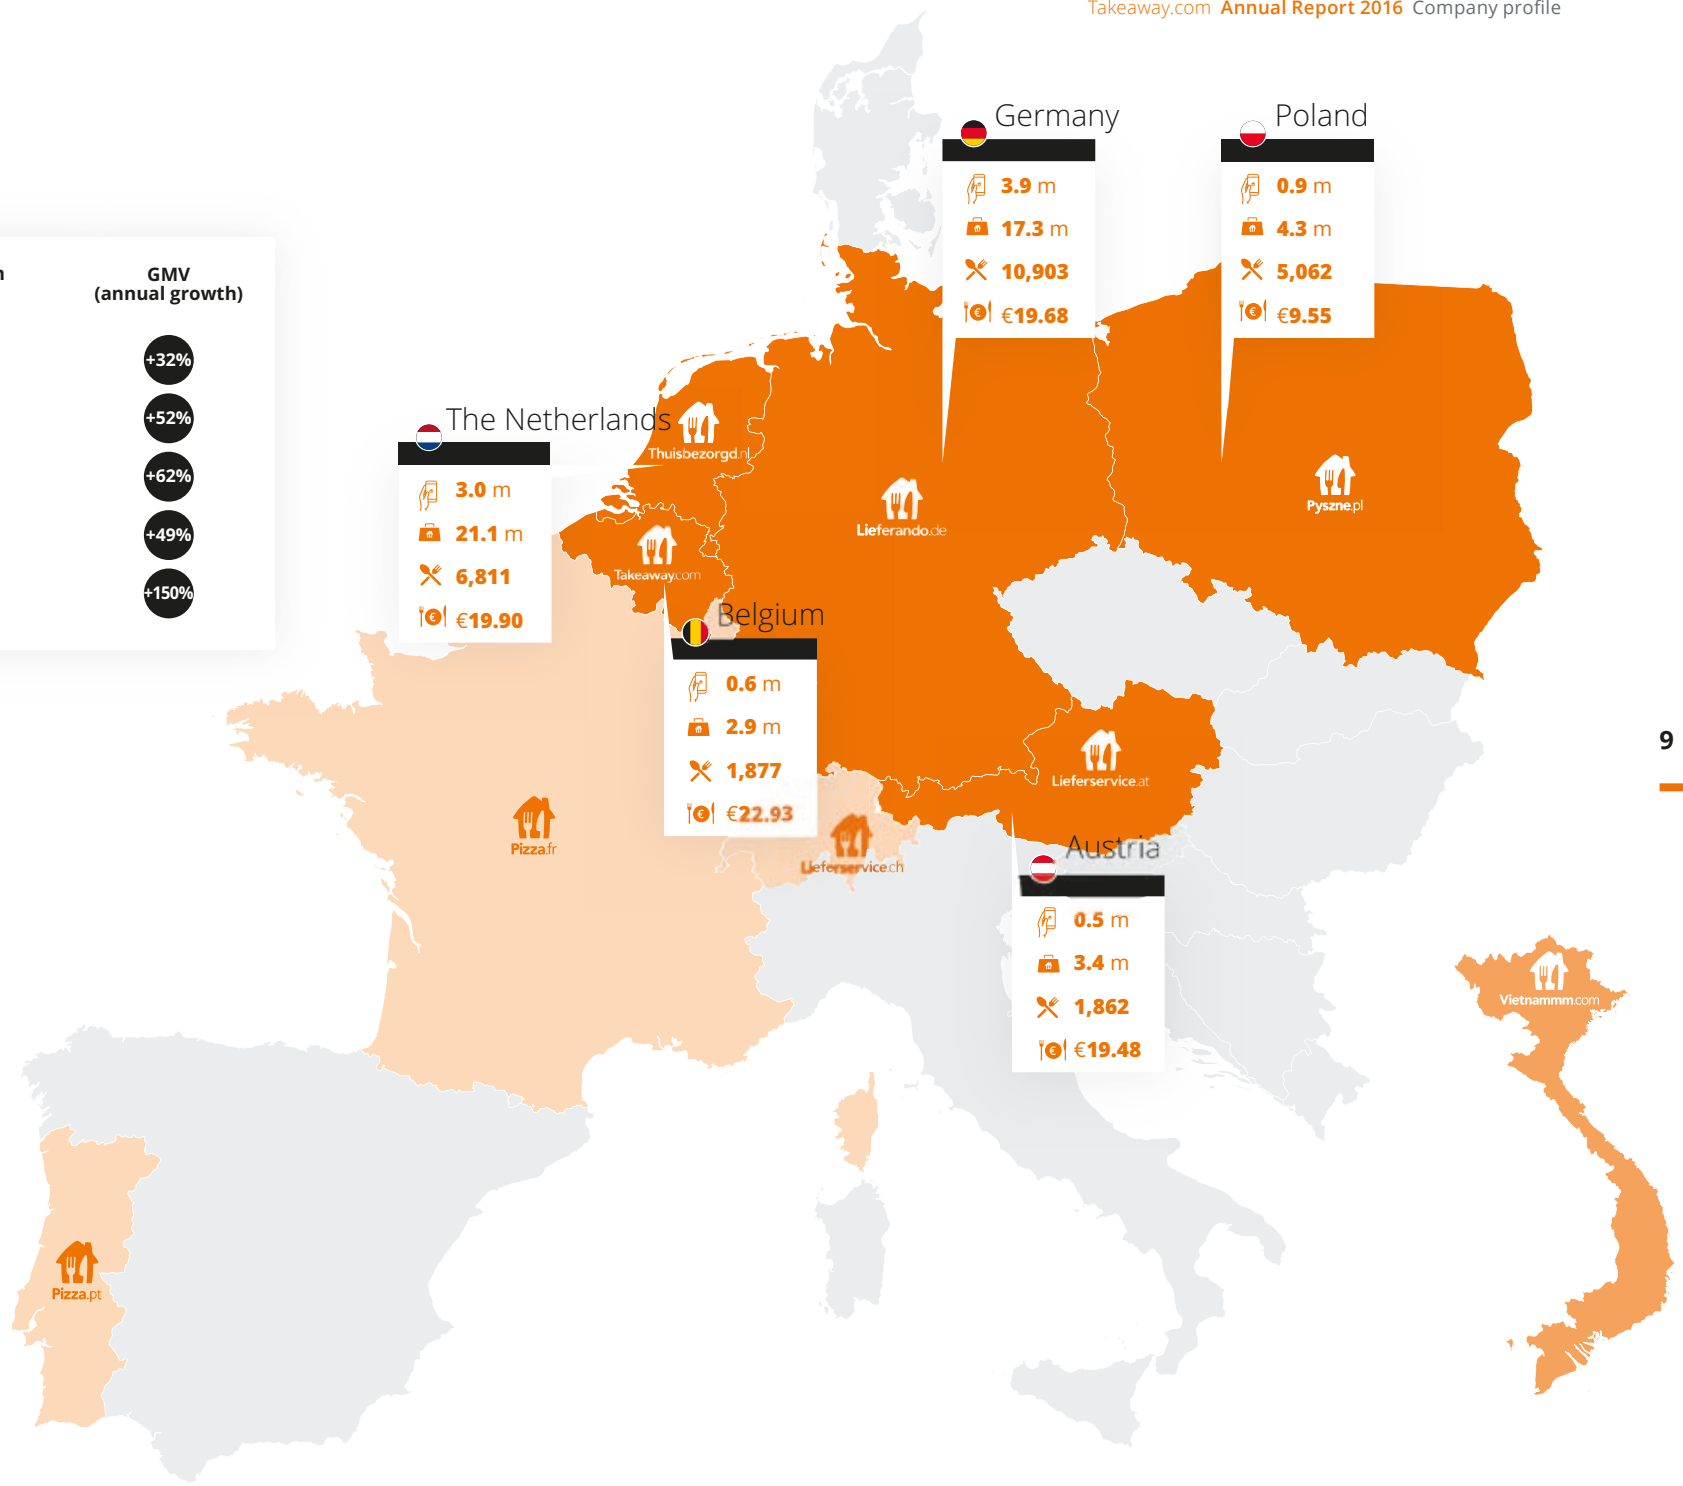 Takeaway.com Annual Report 2016 Company profile
Germany
3.9 m
17.3 m
10,903
€19.68
Poland
0.9 m
4.3 m
5,062
€9.55
GMV
(annual growth)
+32%
+52%
+62%
+49%
+150%
The Netherlands
3.0 m
21.1 m
6,811
€19.90
Thuisbezorgd.nl
Lieferando.de
Pyszne.pl
Takeaway.com
Belgium
0.6 m
2.9 m
1,877
€22.93
9
Lieferservice.at
Pizza.fr
Lieferservice.ch
Austria
0.5 m
3.4 m
1,862
€19.48
Vietnammm.com
Pizza.pt